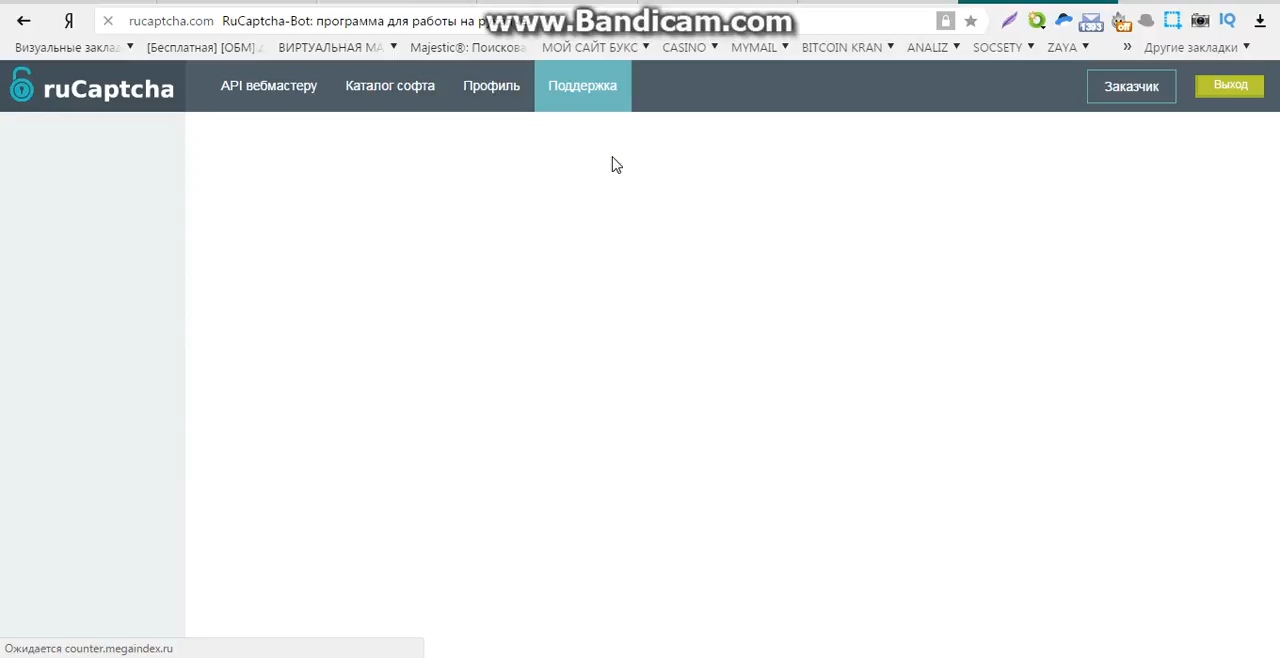 Я rucaptcha.com RuCaptcha-Bot: программа для работы на р
www.Bandicam.com
Визуальные заклад [Бесплатная] [ОБМ] ВИРТУАЛЬНАЯ МА Majestic®: Поискова МОЙ САЙТ БУКС CASINO MYMAIL BITCOIN KRAN ANALIZ SOCSETY ZAYA » Другие закладки
ruCaptcha API вебмастеру Каталог софта Профиль Поддержка Заказчик Выход
Ожидается counter.megaindex.ru